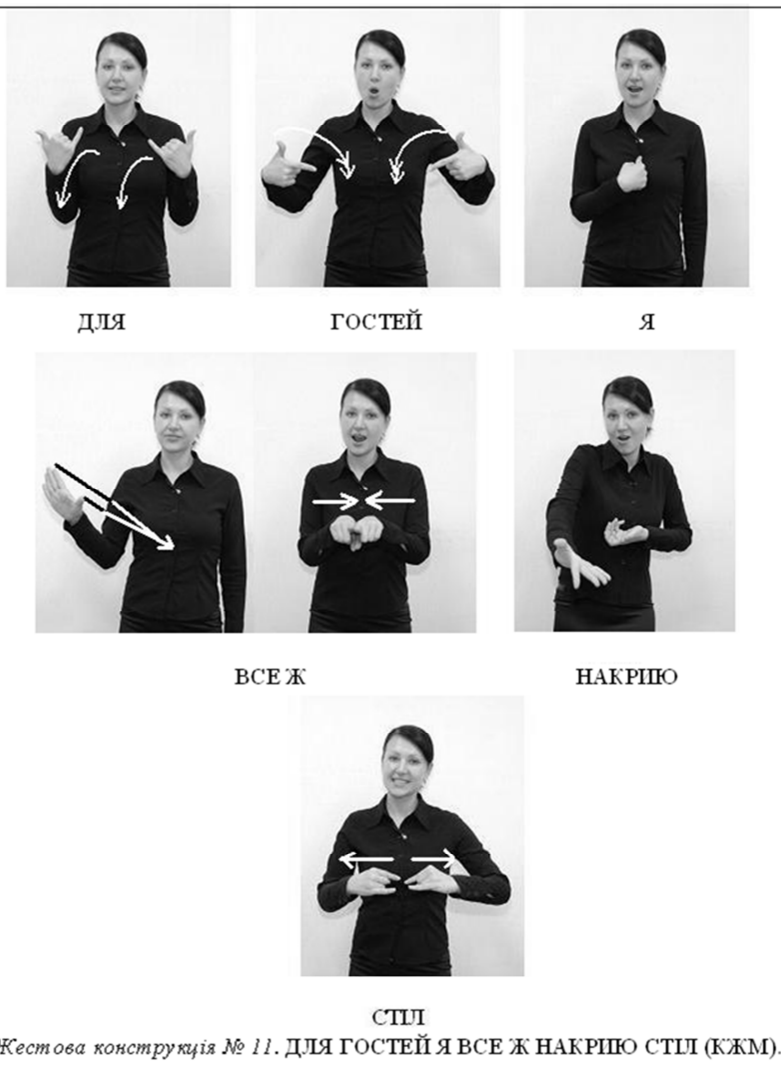 ДЛЯ ГОСТЕЙ Я
ВСЕ Ж НАКРИЮ
СТІЛ
Жестова конструкція № 11. ДЛЯ ГОСТЕЙ Я ВСЕ Ж НАКРИЮ СТІЛ (КЖМ).